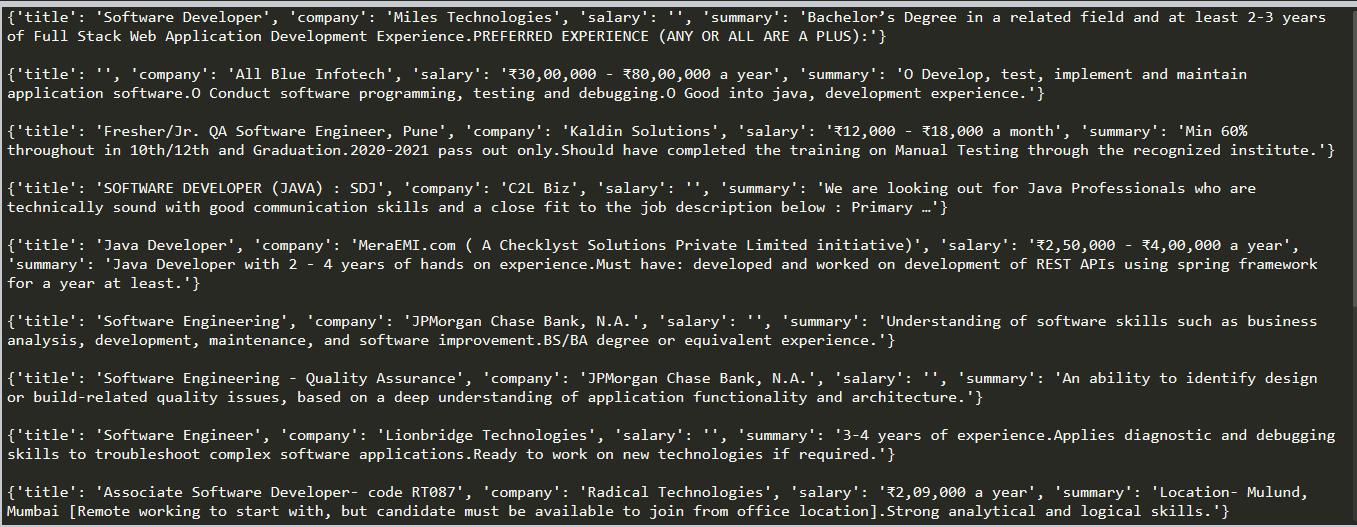 {'title': 'Software Developer', 'company': 'Miles Technologies', 'salary': '', 'summary': 'Bachelor’s Degree in a related field and at least 2-3 years
of Full Stack Web Application Development Experience.PREFERRED EXPERIENCE (ANY OR ALL ARE A PLUS):'}
{'title': '', 'company': 'All Blue Infotech', 'salary': '₹30,00,000 - ₹80,00,000 a year', 'summary': 'O Develop, test, implement and maintain
application software.O Conduct software programming, testing and debugging.O Good into java, development experience.'}
{'title': 'Fresher/Jr. QA Software Engineer, Pune', 'company': 'Kaldin Solutions', 'salary': '₹12,000 - ₹18,000 a month', 'summary': 'Min 60%
throughout in 10th/12th and Graduation.2020-2021 pass out only.Should have completed the training on Manual Testing through the recognized institute.'}
{'title': 'SOFTWARE DEVELOPER (JAVA) : SDJ', 'company': 'C2L Biz', 'salary': '', 'summary': 'We are looking out for Java Professionals who are
technically sound with good communication skills and a close fit to the job description below : Primary …'}
{'title': 'Java Developer', 'company': 'MeraEMI.com ( A Checklyst Solutions Private Limited initiative)', 'salary': '₹2,50,000 - ₹4,00,000 a year',
'summary': 'Java Developer with 2 - 4 years of hands on experience.Must have: developed and worked on development of REST APIs using spring framework
for a year at least.'}
{'title': 'Software Engineering', 'company': 'JPMorgan Chase Bank, N.A.', 'salary': '', 'summary': 'Understanding of software skills such as business
analysis, development, maintenance, and software improvement.BS/BA degree or equivalent experience.'}
{'title': 'Software Engineering - Quality Assurance', 'company': 'JPMorgan Chase Bank, N.A.', 'salary': '', 'summary': 'An ability to identify design
or build-related quality issues, based on a deep understanding of application functionality and architecture.'}
{'title': 'Software Engineer', 'company': 'Lionbridge Technologies', 'salary': '', 'summary': '3-4 years of experience.Applies diagnostic and debugging
skills to troubleshoot complex software applications.Ready to work on new technologies if required.'}
{'title': 'Associate Software Developer- code RT087', 'company': 'Radical Technologies', 'salary': '₹2,09,000 a year', 'summary': 'Location- Mulund,
Mumbai [Remote working to start with, but candidate must be available to join from office location].Strong analytical and logical skills.'}